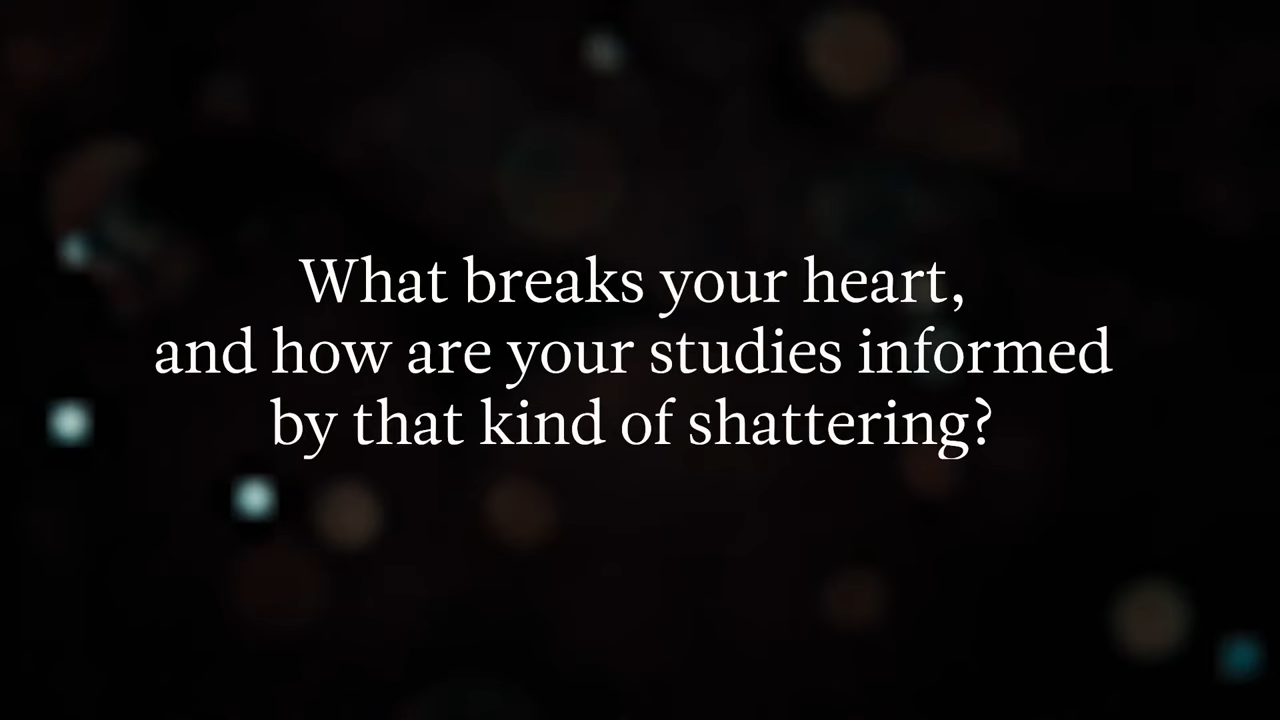 What breaks your heart,
and how are your studies informed
by that kind of shattering?